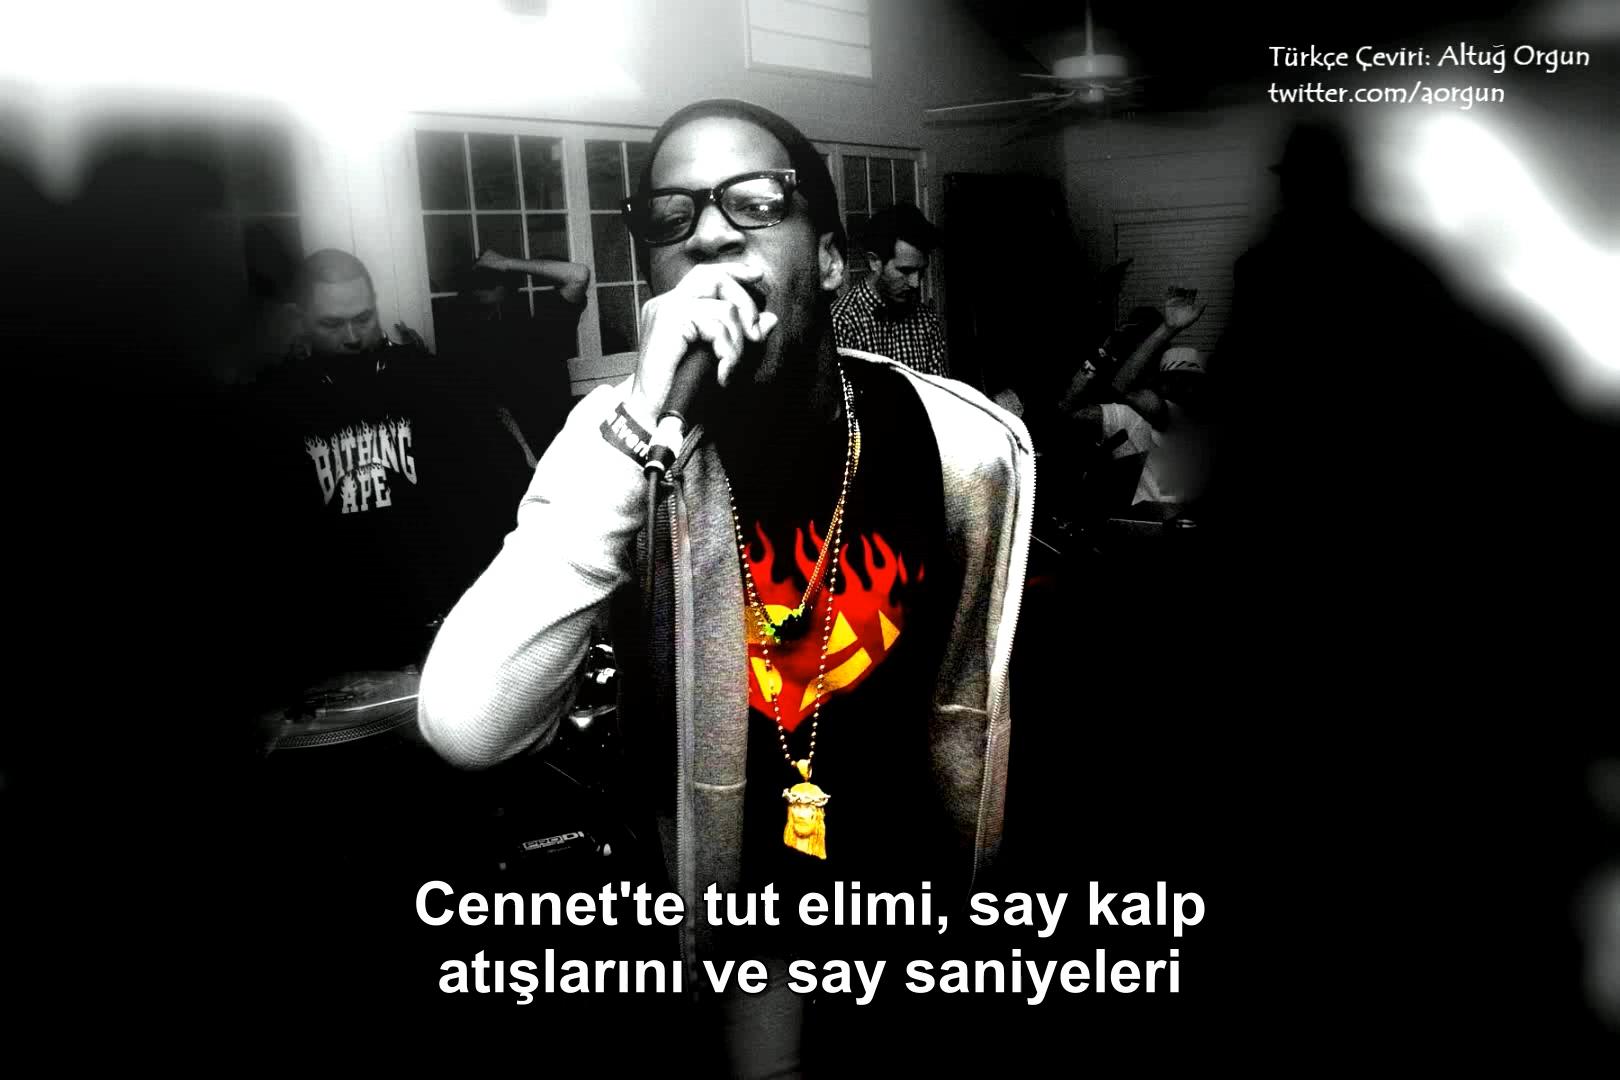 Türkçe Çeviri: Altuğ Orgun
twitter.com/aorgun
BATHING
APE
Cennet'te tut elimi, say kalp
atışlarını ve say saniyeleri